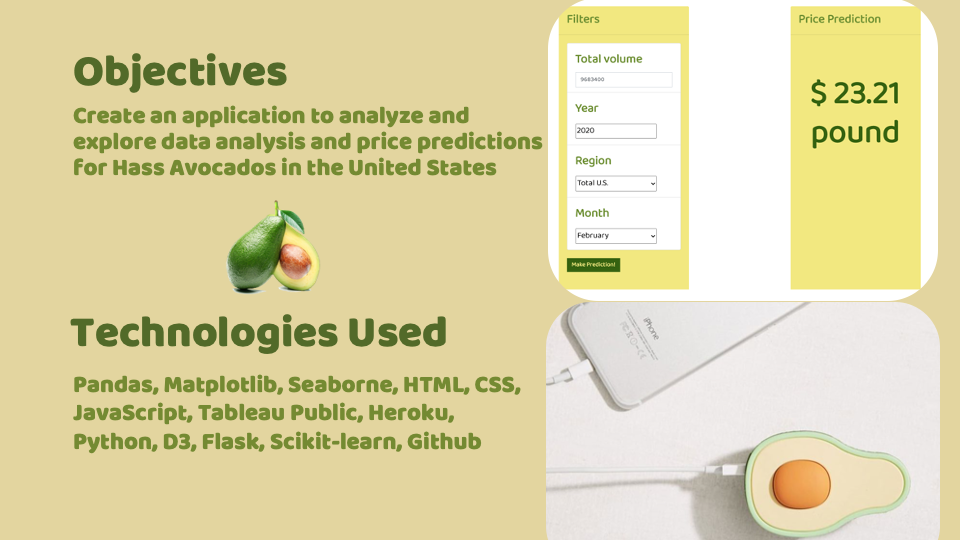 Objectives
Create an application to analyze and
explore data analysis and price predictions
for Hass Avocados in the United States
Technologies Used
Pandas, Matplotlib, Seaborne, HTML, CSS,
JavaScript, Tableau Public, Heroku,
Python, D3, Flask, Scikit-learn, Github
Filters
Total volume
9683400
Year
2020
Region
Total U.S.
Month
February
Make Prediction!
Price Prediction
$ 23.21
pound
iPhone